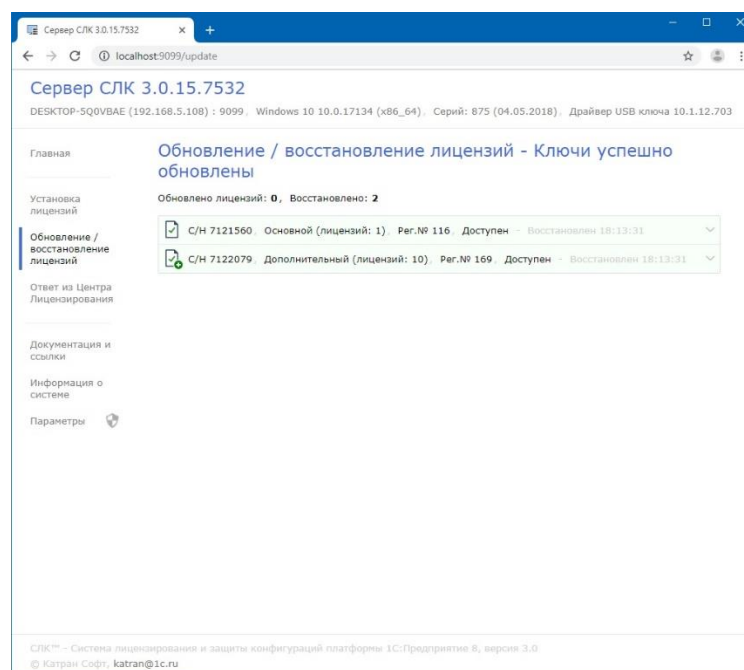 Сервер СЛК 3.0.15.7532
localhost:9099/update
Сервер СЛК 3.0.15.7532
DESKTOP-5Q0VBAE (192.168.5.108) : 9099, Windows 10 10.0.17134 (x86_64), Серий: 875 (04.05.2018), Драйвер USB ключа 10.1.12.703
Главная
Установка
лицензий
Обновление /
восстановление
лицензий
Ответ из Центра
Лицензирования
Документация и
ссылки
Информация о
системе
Параметры
Обновление / восстановление лицензий - Ключи успешно
обновлены
Обновлено лицензий: 0, Восстановлено: 2
С/Н 7121560, Основной (лицензий: 1), Рег.№ 116, Доступен - Восстановлен 18:13:31
С/Н 7122079, Дополнительный (лицензий: 10), Рег.№ 169, Доступен - Восстановлен 18:13:31
СЛК™ - Система лицензирования и защиты конфигураций платформы 1С:Предприятие 8, версия 3.0
© Катран Софт, katran@1c.ru